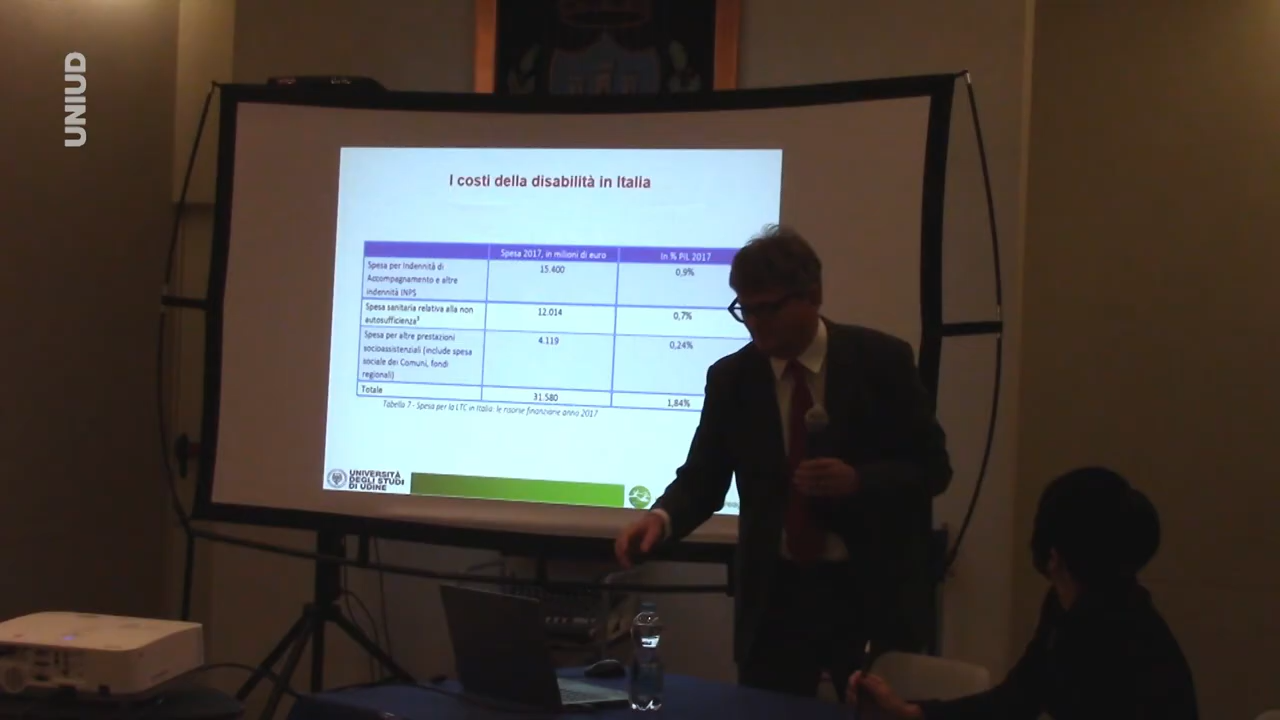 UNIUD
I costi della disabilità in Italia
Spesa 2017, in milioni di euro
In % PIL 2017
Spesa per Indennità di
Accompagnamento e altre
indennità INPS
15.400
0,9%
Spesa sanitaria relativa alla non
autosufficienza³
12.014
0,7%
Spesa per altre prestazioni
socioassistenziali (include spesa
sociale dei Comuni, fondi
regionali)
4.119
0,24%
Totale
31.580
1,84%
Tabella 7 - Spesa per la LTC in Italia: le risorse finanziarie anno 2017
UNIVERSITÀ
DEGLI STUDI
DI UDINE